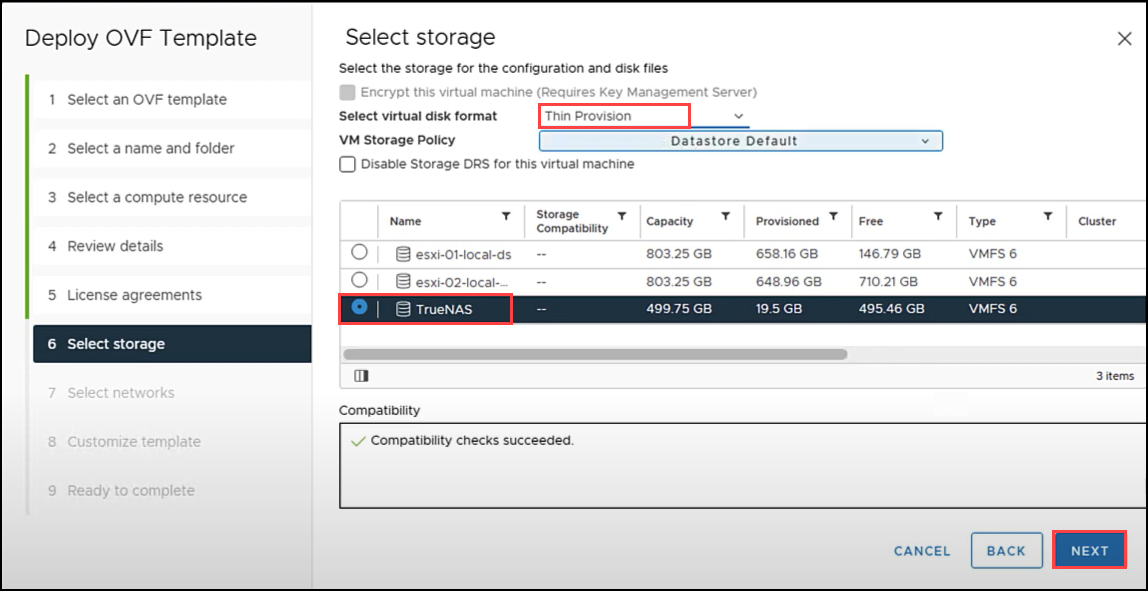 Deploy OVF Template
1 Select an OVF template
2 Select a name and folder
3 Select a compute resource
4 Review details
5 License agreements
6 Select storage
7 Select networks
8 Customize template
9 Ready to complete
Select storage
Select the storage for the configuration and disk files
Encrypt this virtual machine (Requires Key Management Server)
Select virtual disk format Thin Provision
VM Storage Policy Datastore Default
Disable Storage DRS for this virtual machine
Name Storage Compatibility Capacity Provisioned Free Type Cluster
esxi-01-local-ds -- 803.25 GB 658.16 GB 146.79 GB VMFS 6
esxi-02-local-... -- 803.25 GB 648.96 GB 710.21 GB VMFS 6
TrueNAS -- 499.75 GB 19.5 GB 495.46 GB VMFS 6
3 items
Compatibility
Compatibility checks succeeded.
CANCEL BACK NEXT